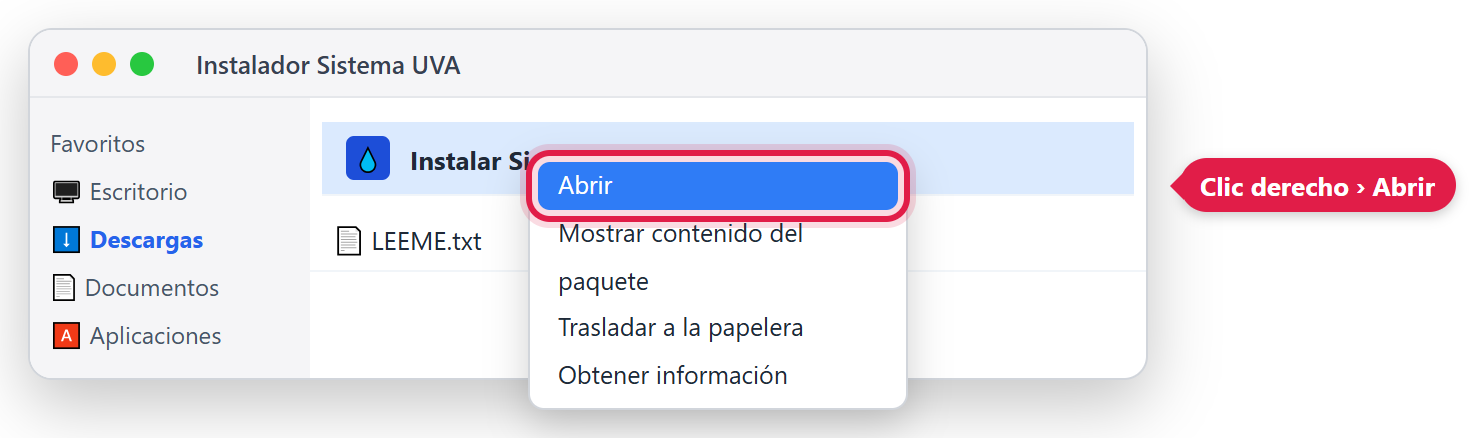 Instalador Sistema UVA
Favoritos
Escritorio
Descargas
Documentos
A Aplicaciones
Instalar Si
LEEME.txt
Abrir
Mostrar contenido del
paquete
Trasladar a la papelera
Obtener información
Clic derecho › Abrir